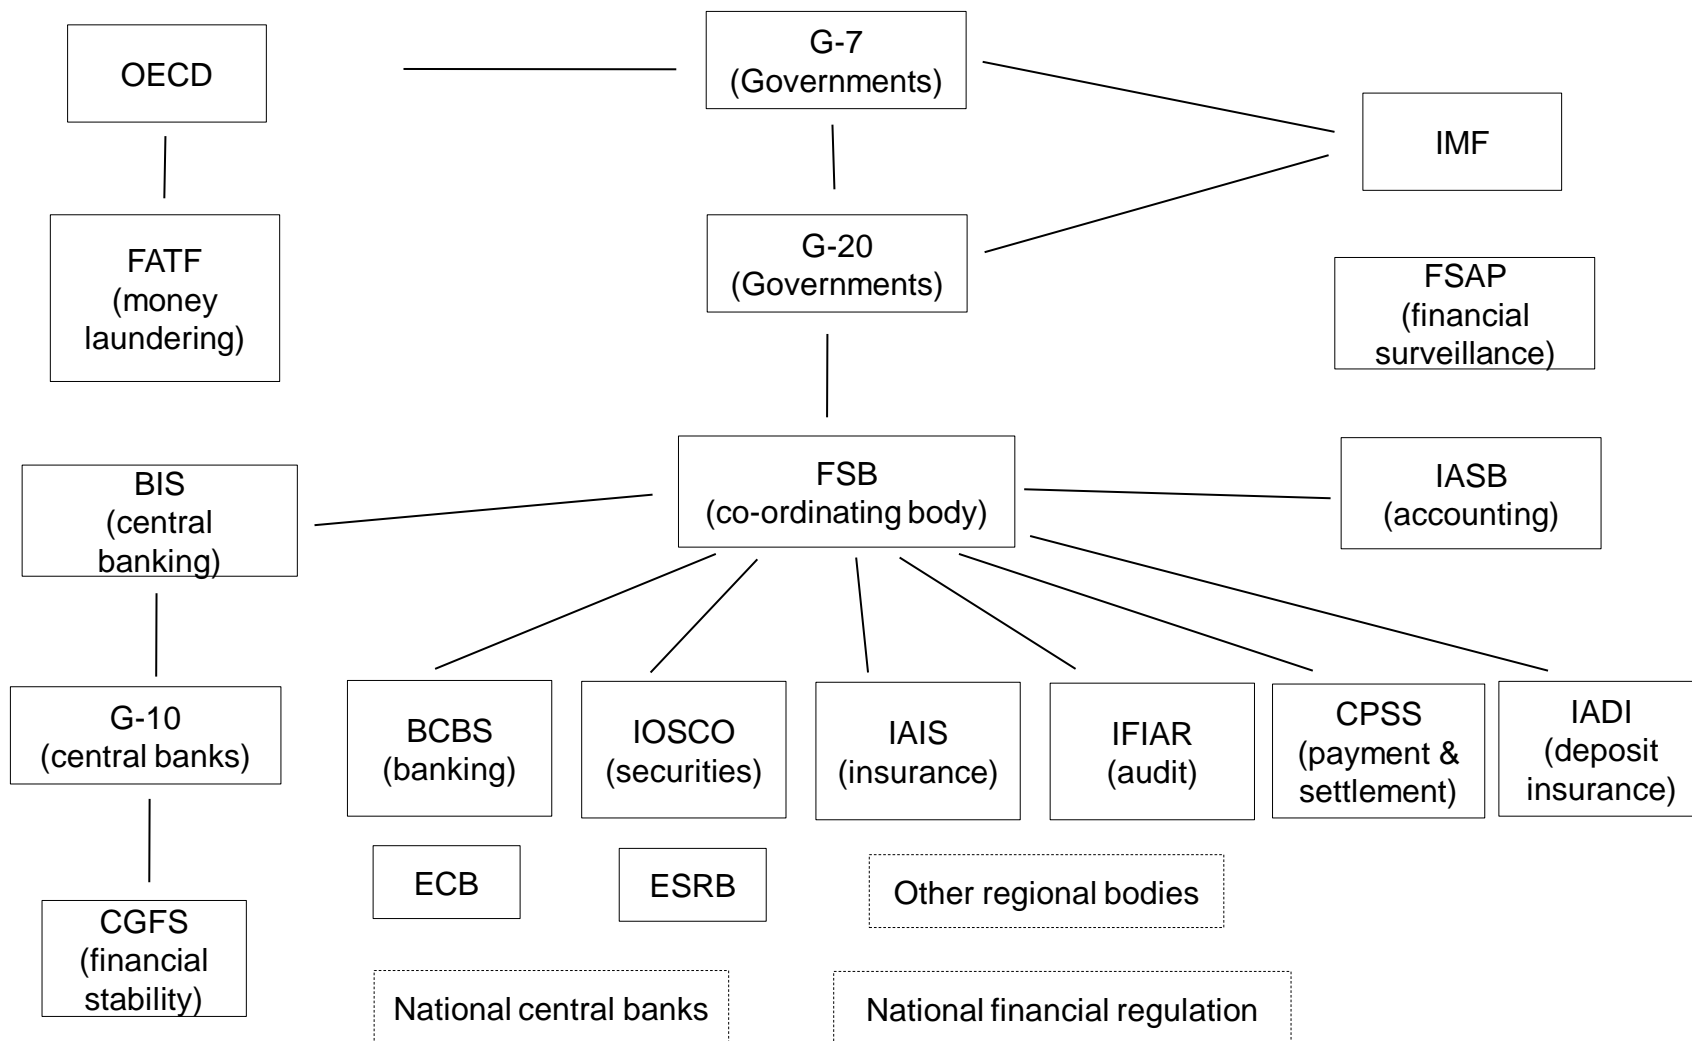 OECD
G-7
(Governments)
IMF
FATF
(money
laundering)
G-20
(Governments)
FSAP
(financial
surveillance)
BIS
(central
banking)
FSB
(co-ordinating body)
IASB
(accounting)
G-10
(central banks)
BCBS
(banking)
IOSCO
(securities)
IAIS
(insurance)
IFIAR
(audit)
CPSS
(payment &
settlement)
IADI
(deposit
insurance)
ECB
ESRB
Other regional bodies
CGFS
(financial
stability)
National central banks
National financial regulation